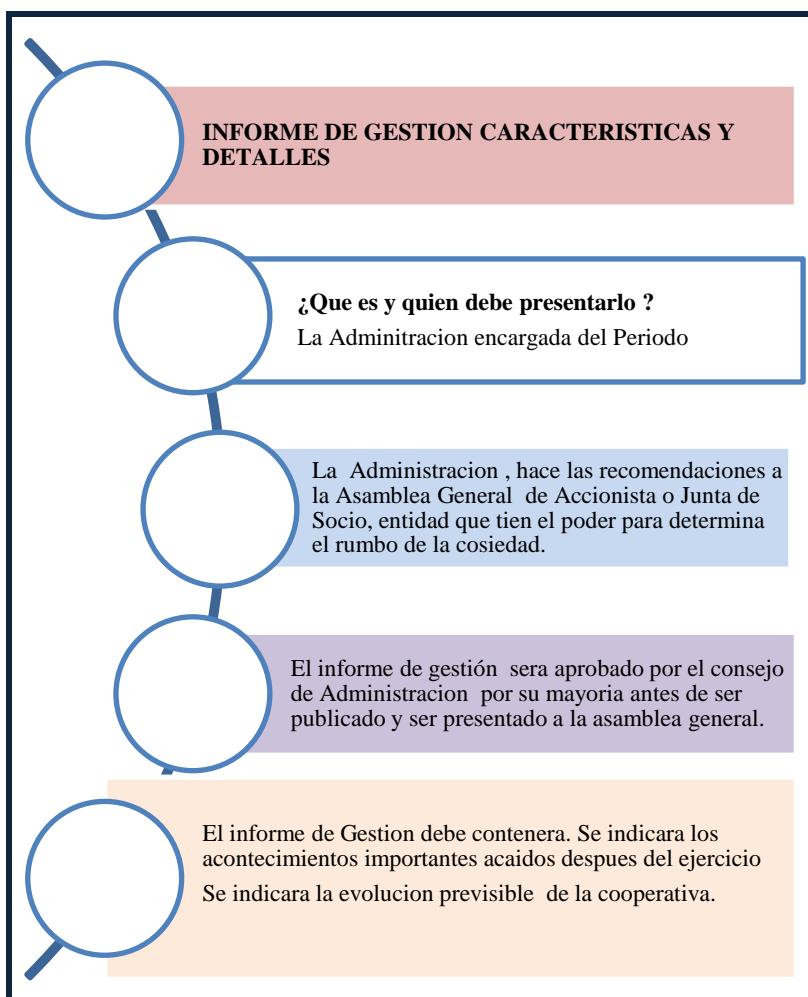 INFORME DE GESTION CARACTERISTICAS Y
DETALLES
¿Que es y quien debe presentarlo ?
La Adminitracion encargada del Periodo
La Administracion , hace las recomendaciones a
la Asamblea General de Accionista o Junta de
Socio, entidad que tien el poder para determina
el rumbo de la cosiedad.
El informe de gestión sera aprobado por el consejo
de Administracion por su mayoria antes de ser
publicado y ser presentado a la asamblea general.
El informe de Gestion debe contenera. Se indicara los
acontecimientos importantes acaidos despues del ejercicio
Se indicara la evolucion previsible de la cooperativa.